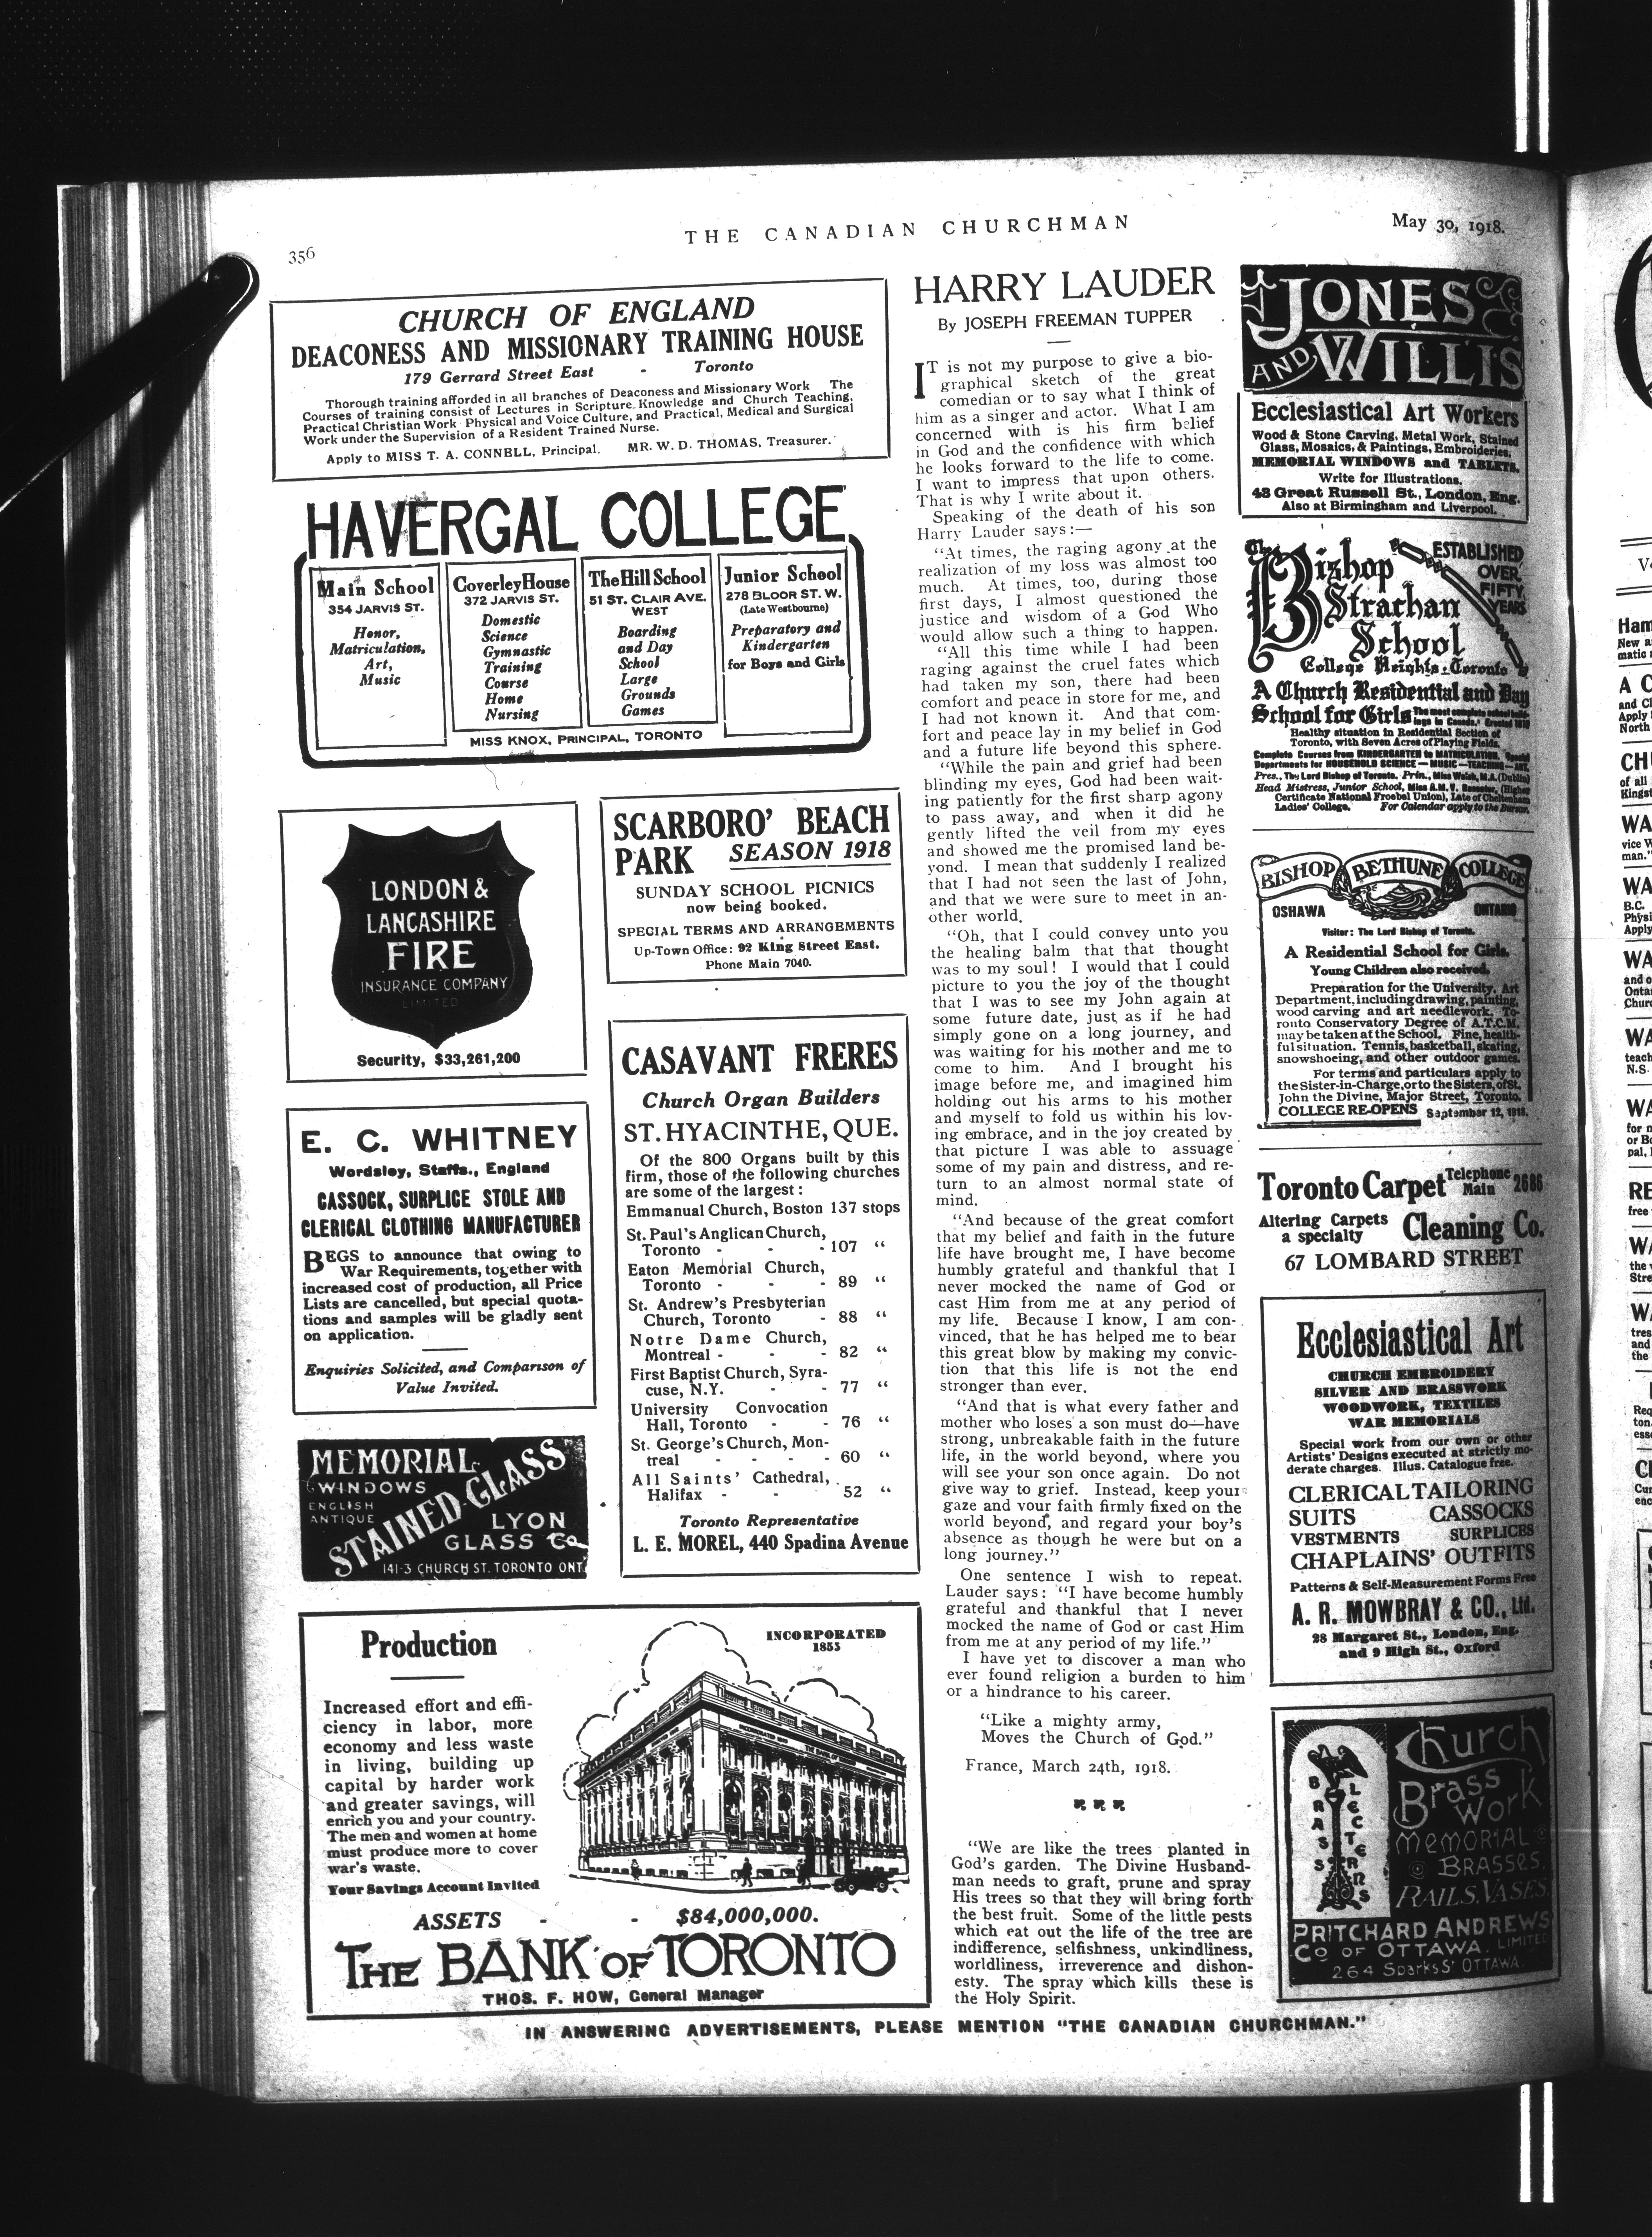 356
THE CANADIAN CHURCHMAN
May 30, 1918.
CHURCH OF ENGLAND
DEACONESS AND MISSIONARY TRAINING HOUSE
179 Gerrard Street East - Toronto
Thorough training afforded in all branches of Deaconess and Missionary Work The
Courses of training consist of Lectures in Scripture Knowledge and Church Teaching,
Practical Christian Work Physical and Voice Culture, and Practical, Medical and Surgical
Work under the Supervision of a Resident Trained Nurse.
Apply to MISS T. A. CONNELL, Principal. MR. W. D. THOMAS, Treasurer.
HAVERGAL COLLEGE
Main School
354 JARVIS ST.
Honor,
Matriculation,
Art,
Music
Coverley House
372 JARVIS ST.
Domestic
Science
Gymnastic
Training
Course
Home
Nursing
The Hill School
51 ST. CLAIR AVE.
WEST
Boarding
and Day
School
Large
Grounds
Games
Junior School
278 BLOOR ST. W.
(Late Westbourne)
Preparatory and
Kindergarten
for Boys and Girls
MISS KNOX, PRINCIPAL, TORONTO
LONDON &
LANCASHIRE
FIRE
INSURANCE COMPANY
LIMITED
Security, $33,261,200
SCARBORO' BEACH
PARK SEASON 1918
SUNDAY SCHOOL PICNICS
now being booked.
SPECIAL TERMS AND ARRANGEMENTS
Up-Town Office: 92 King Street East.
Phone Main 7040.
E. C. WHITNEY
Wordsley, Staffs., England
CASSOCK, SURPLICE STOLE AND
CLERICAL CLOTHING MANUFACTURER
BEGS to announce that owing to
War Requirements, together with
increased cost of production, all Price
Lists are cancelled, but special quota-
tions and samples will be gladly sent
on application.
Enquiries Solicited, and Comparison of
Value Invited.
MEMORIAL
WINDOWS
ENGLISH
ANTIQUE
STAINED GLASS
LYON
GLASS Co
141-3 CHURCH ST. TORONTO ONT.
CASAVANT FRERES
Church Organ Builders
ST. HYACINTHE, QUE.
Of the 800 Organs built by this
firm, those of the following churches
are some of the largest:
Emmanual Church, Boston 137 stops
St. Paul's Anglican Church,
Toronto - - - 107 "
Eaton Memorial Church,
Toronto - - - 89 "
St. Andrew's Presbyterian
Church, Toronto - 88 "
Notre Dame Church,
Montreal - - - 82 "
First Baptist Church, Syra-
cuse, N.Y. - - 77 "
University Convocation
Hall, Toronto - - 76 "
St. George's Church, Mon-
treal - - - - 60 "
All Saints' Cathedral,
Halifax - - - 52 "
Toronto Representative
L. E. MOREL, 440 Spadina Avenue
Production
INCORPORATED
1855
Increased effort and effi-
ciency in labor, more
economy and less waste
in living, building up
capital by harder work
and greater savings, will
enrich you and your country.
The men and women at home
must produce more to cover
war's waste.
Your Savings Account Invited
ASSETS - - $84,000,000.
THE BANK OF TORONTO
THOS. F. HOW, General Manager
HARRY LAUDER
By JOSEPH FREEMAN TUPPER
IT is not my purpose to give a bio-
graphical sketch of the great
comedian or to say what I think of
him as a singer and actor. What I am
concerned with is his firm belief
in God and the confidence with which
he looks forward to the life to come.
I want to impress that upon others.
That is why I write about it.
Speaking of the death of his son
Harry Lauder says:—
"At times, the raging agony at the
realization of my loss was almost too
much. At times, too, during those
first days, I almost questioned the
justice and wisdom of a God Who
would allow such a thing to happen.
"All this time while I had been
raging against the cruel fates which
had taken my son, there had been
comfort and peace in store for me, and
I had not known it. And that com-
fort and peace lay in my belief in God
and a future life beyond this sphere.
"While the pain and grief had been
blinding my eyes, God had been wait-
ing patiently for the first sharp agony
to pass away, and when it did he
gently lifted the veil from my eyes
and showed me the promised land be-
yond. I mean that suddenly I realized
that I had not seen the last of John,
and that we were sure to meet in an-
other world.
"Oh, that I could convey unto you
the healing balm that that thought
was to my soul! I would that I could
picture to you the joy of the thought
that I was to see my John again at
some future date, just as if he had
simply gone on a long journey, and
was waiting for his mother and me to
come to him. And I brought his
image before me, and imagined him
holding out his arms to his mother
and myself to fold us within his lov-
ing embrace, and in the joy created by
that picture I was able to assuage
some of my pain and distress, and re-
turn to an almost normal state of
mind.
"And because of the great comfort
that my belief and faith in the future
life have brought me, I have become
humbly grateful and thankful that I
never mocked the name of God or
cast Him from me at any period of
my life. Because I know, I am con-
vinced, that he has helped me to bear
this great blow by making my convic-
tion that this life is not the end
stronger than ever.
"And that is what every father and
mother who loses a son must do—have
strong, unbreakable faith in the future
life, in the world beyond, where you
will see your son once again. Do not
give way to grief. Instead, keep your
gaze and your faith firmly fixed on the
world beyond, and regard your boy's
absence as though he were but on a
long journey."
One sentence I wish to repeat.
Lauder says: "I have become humbly
grateful and thankful that I never
mocked the name of God or cast Him
from me at any period of my life."
I have yet to discover a man who
ever found religion a burden to him
or a hindrance to his career.
"Like a mighty army,
Moves the Church of God."
France, March 24th, 1918.
"We are like the trees planted in
God's garden. The Divine Husband-
man needs to graft, prune and spray
His trees so that they will bring forth
the best fruit. Some of the little pests
which eat out the life of the tree are
indifference, selfishness, unkindliness,
worldliness, irreverence and dishon-
esty. The spray which kills these is
the Holy Spirit.
JONES
AND WILLIS
Ecclesiastical Art Workers
Wood & Stone Carving, Metal Work, Stained
Glass, Mosaics, & Paintings, Embroideries.
MEMORIAL WINDOWS and TABLETS.
Write for Illustrations.
43 Great Russell St., London, Eng.
Also at Birmingham and Liverpool.
The Bishop
Strachan
School
ESTABLISHED
OVER
FIFTY
YEARS
College Heights, Toronto
A Church Residential and Day
School for Girls
Healthy situation in Residential Section of
Toronto, with Seven Acres of Playing Fields.
Complete Courses from KINDERGARTEN to MATRICULATION. Special
Departments for HOUSEHOLD SCIENCE—MUSIC—TEACHING—ART.
Pres., The Lord Bishop of Toronto. Prin., Miss Walsh, M.A. (Dublin)
Head Mistress, Junior School, Miss A.M.V. Rosseter, (Higher
Certificate National Froebel Union), Late of Cheltenham
Ladies' College. For Calendar apply to the Bursar.
BISHOP BETHUNE COLLEGE
OSHAWA ONTARIO
Visitor: The Lord Bishop of Toronto.
A Residential School for Girls.
Young Children also received.
Preparation for the University. Art
Department, including drawing, painting,
wood carving and art needlework. To-
ronto Conservatory Degree of A.T.C.M.
may be taken at the School. Fine, health-
ful situation. Tennis, basketball, skating,
snowshoeing, and other outdoor games.
For terms and particulars apply to
the Sister-in-Charge, or to the Sisters, of St.
John the Divine, Major Street, Toronto.
COLLEGE RE-OPENS September 12, 1918.
Toronto Carpet Telephone Main 2686
Altering Carpets
a specialty
Cleaning Co.
67 LOMBARD STREET
Ecclesiastical Art
CHURCH EMBROIDERY
SILVER AND BRASSWORK
WOODWORK, TEXTILES
WAR MEMORIALS
Special work from our own or other
Artists' Designs executed at strictly mo-
derate charges. Illus. Catalogue free.
CLERICAL TAILORING
SUITS CASSOCKS
VESTMENTS SURPLICES
CHAPLAINS' OUTFITS
Patterns & Self-Measurement Forms Free
A. R. MOWBRAY & CO., Ltd.
28 Margaret St., London, Eng.
and 9 High St., Oxford
BRASS LECTERNS
Church
Brass
Work
MEMORIAL
BRASSES.
RAILS, VASES.
PRITCHARD ANDREWS
Co OF OTTAWA. LIMITED
264 Sparks St OTTAWA.
IN ANSWERING ADVERTISEMENTS, PLEASE MENTION "THE CANADIAN CHURCHMAN."